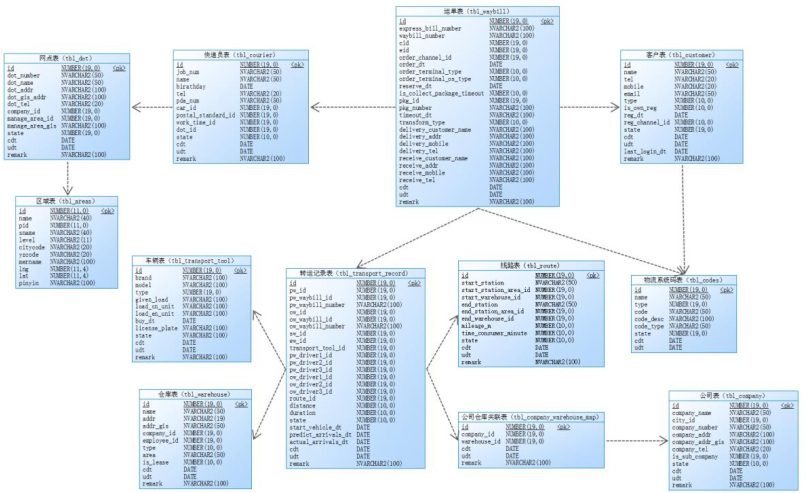 运单表 (tbl_waybill)
id NUMBER(19,0) <pk>
express_bill_number NVARCHAR2(100)
waybill_number NVARCHAR2(100)
cid NUMBER(19,0)
eid NUMBER(19,0)
order_channel_id NUMBER(19,0)
order_dt DATE
order_terminal_type NUMBER(10,0)
order_terminal_os_type NUMBER(10,0)
reserve_dt DATE
is_collect_package_timeout NUMBER(10,0)
pkg_id NUMBER(19,0)
pkg_number NVARCHAR2(100)
timeout_dt NVARCHAR2(100)
transform_type NUMBER(10,0)
delivery_customer_name NVARCHAR2(100)
delivery_addr NVARCHAR2(100)
delivery_mobile NVARCHAR2(100)
delivery_tel NVARCHAR2(100)
receive_customer_name NVARCHAR2(100)
receive_addr NVARCHAR2(100)
receive_mobile NVARCHAR2(100)
receive_tel NVARCHAR2(100)
cdt DATE
udt DATE
remark NVARCHAR2(100)
网点表 (tbl_dot)
id NUMBER(19,0) <pk>
dot_number NVARCHAR2(50)
dot_name NVARCHAR2(50)
dot_addr NVARCHAR2(100)
dot_gis_addr NVARCHAR2(100)
dot_tel NVARCHAR2(20)
company_id NUMBER(19,0)
manage_area_id NUMBER(19,0)
manage_area_gis NVARCHAR2(100)
state NUMBER(19,0)
cdt DATE
udt DATE
remark NVARCHAR2(100)
快递员表 (tbl_courier)
id NUMBER(19,0) <pk>
job_num NVARCHAR2(50)
name NVARCHAR2(50)
birathday DATE
tel NVARCHAR2(20)
pda_num NVARCHAR2(50)
car_id NUMBER(19,0)
postal_standard_id NUMBER(19,0)
work_time_id NUMBER(19,0)
dot_id NUMBER(19,0)
state NUMBER(10,0)
cdt DATE
udt DATE
remark NVARCHAR2(100)
客户表 (tbl_customer)
id NUMBER(19,0) <pk>
name NVARCHAR2(50)
tel NVARCHAR2(20)
mobile NVARCHAR2(20)
email NVARCHAR2(50)
type NUMBER(10,0)
is_own_reg NUMBER(10,0)
reg_dt DATE
reg_channel_id NUMBER(10,0)
state NUMBER(19,0)
cdt DATE
udt DATE
last_login_dt DATE
remark NVARCHAR2(100)
区域表 (tbl_areas)
id NUMBER(11,0) <pk>
name NVARCHAR2(40)
pid NUMBER(11,0)
sname NVARCHAR2(40)
level NVARCHAR2(11)
citycode NVARCHAR2(20)
yzcode NVARCHAR2(20)
mername NVARCHAR2(100)
lng NUMBER(11,4)
lat NUMBER(11,4)
pinyin NVARCHAR2(100)
车辆表 (tbl_transport_tool)
id NUMBER(19,0) <pk>
brand NVARCHAR2(100)
model NVARCHAR2(100)
type NUMBER(19,0)
given_load NVARCHAR2(100)
load_cn_unit NVARCHAR2(100)
load_en_unit NVARCHAR2(100)
buy_dt DATE
license_plate NVARCHAR2(100)
state NVARCHAR2(100)
cdt DATE
udt DATE
转运记录表 (tbl_transport_record)
id NUMBER(19,0) <pk>
pw_id NUMBER(19,0)
pw_waybill_id NUMBER(19,0)
pw_waybill_number NVARCHAR2(100)
ow_id NUMBER(19,0)
ow_waybill_id NUMBER(19,0)
ow_waybill_number NVARCHAR2(100)
sw_id NUMBER(19,0)
ew_id NUMBER(19,0)
transport_tool_id NUMBER(19,0)
pw_driver1_id NUMBER(19,0)
pw_driver2_id NUMBER(19,0)
pw_driver3_id NUMBER(19,0)
ow_driver1_id NUMBER(19,0)
ow_driver2_id NUMBER(19,0)
ow_driver3_id NUMBER(19,0)
route_id NUMBER(19,0)
distance NUMBER(10,0)
duration NUMBER(10,0)
state NUMBER(10,0)
start_vehicle_dt DATE
predict_arrivals_dt DATE
actual_arrivals_dt DATE
cdt DATE
udt DATE
remark NVARCHAR2(100)
线路表 (tbl_route)
id NUMBER(19,0) <pk>
start_station NVARCHAR2(50)
start_station_area_id NUMBER(19,0)
start_warehouse_id NUMBER(19,0)
end_station NVARCHAR2(50)
end_station_area_id NUMBER(19,0)
end_warehouse_id NUMBER(19,0)
mileage_m NUMBER(10,0)
time_consumer_minute NUMBER(10,0)
state NUMBER(10,0)
cdt DATE
udt DATE
remark NVARCHAR2(100)
物流系统码表 (tbl_codes)
id NUMBER(19,0) <pk>
name NVARCHAR2(50)
type NUMBER(19,0)
code NVARCHAR2(50)
code_desc NVARCHAR2(100)
code_type NVARCHAR2(50)
state NUMBER(19,0)
cdt DATE
udt DATE
仓库表 (tbl_warehouse)
id NUMBER(19,0) <pk>
name NVARCHAR2(50)
addr NVARCHAR2(19)
addr_gis NVARCHAR2(50)
company_id NUMBER(19,0)
employee_id NUMBER(19,0)
type NUMBER(10,0)
area NVARCHAR2(50)
is_lease NUMBER(10,0)
cdt DATE
udt DATE
remark NVARCHAR2(100)
公司仓库关联表 (tbl_company_warehouse_map)
id NUMBER(19,0) <pk>
company_id NUMBER(19,0)
warehouse_id NUMBER(19,0)
cdt DATE
udt DATE
remark NVARCHAR2(100)
公司表 (tbl_company)
id NUMBER(19,0) <pk>
company_name NVARCHAR2(50)
city_id NUMBER(19,0)
company_number NVARCHAR2(50)
company_addr NVARCHAR2(100)
company_addr_gis NVARCHAR2(100)
company_tel NVARCHAR2(20)
is_sub_company NUMBER(19,0)
state NUMBER(10,0)
cdt DATE
udt DATE
remark NVARCHAR2(100)